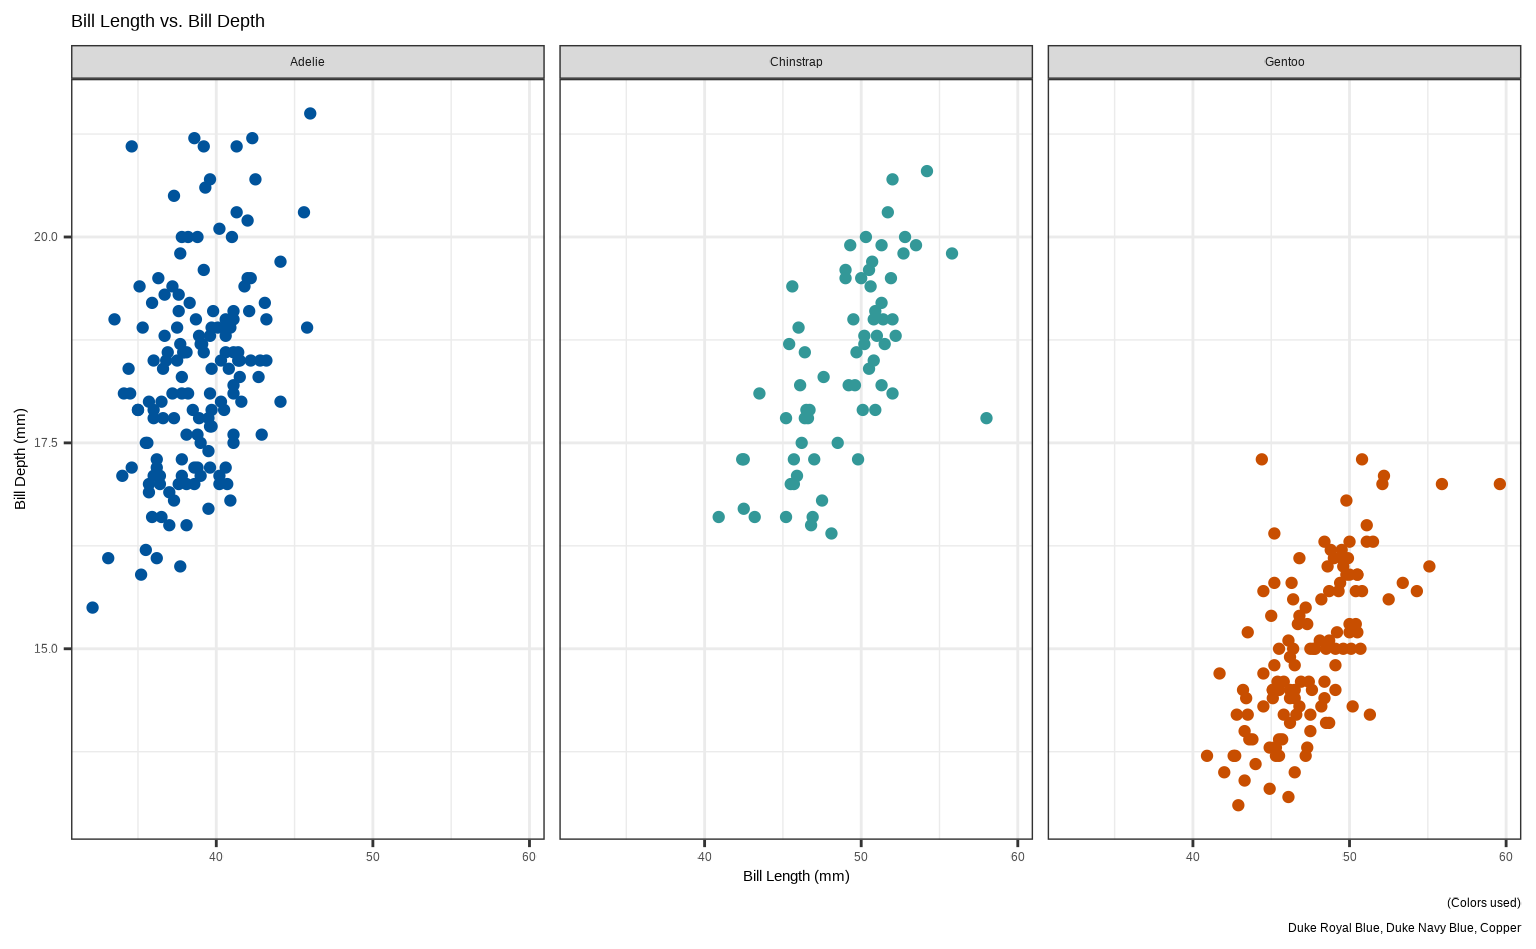 Bill Length vs. Bill Depth
Adelie
Chinstrap
Gentoo
20.0
17.5
15.0
Bill Depth (mm)
40 50 60
40 50 60
40 50 60
Bill Length (mm)
(Colors used)
Duke Royal Blue, Duke Navy Blue, Copper